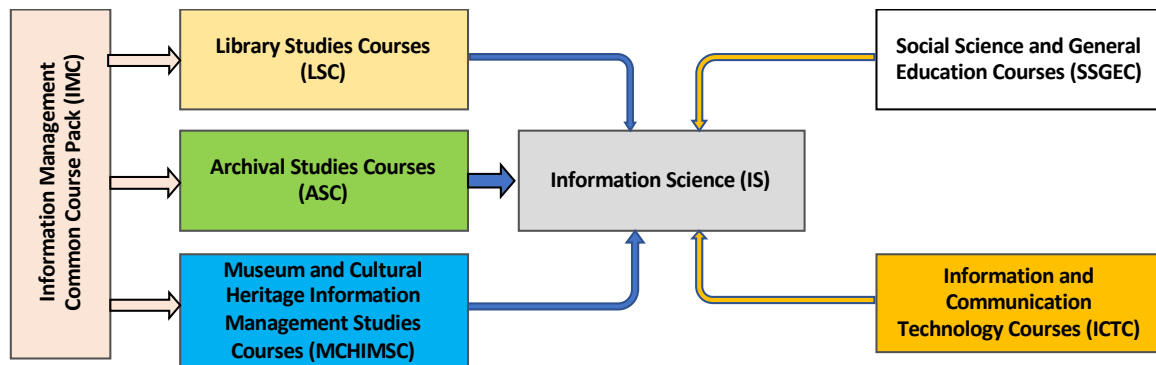 Information Management
Common Course Pack (IMC)
Library Studies Courses
(LSC)
Archival Studies Courses
(ASC)
Museum and Cultural
Heritage Information
Management Studies
Courses (MCHIMSC)
Information Science (IS)
Social Science and General
Education Courses (SSGEC)
Information and
Communication
Technology Courses (ICTC)